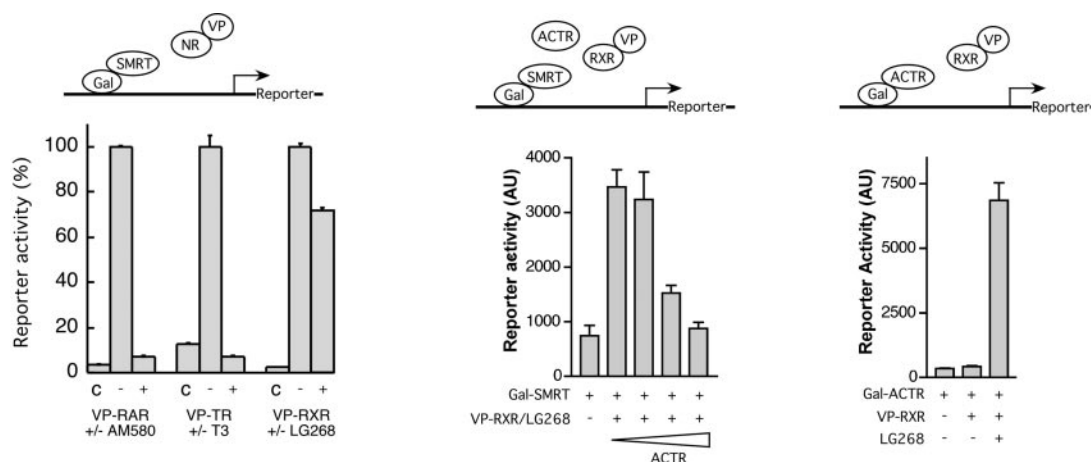 VP
NR
SMRT
Gal
Reporter
Reporter activity (%)
100
80
60
40
20
0
C - + C - + C - +
VP-RAR VP-TR VP-RXR
+/- AM580 +/- T3 +/- LG268
ACTR
VP
RXR
SMRT
Gal
Reporter
Reporter activity (AU)
4000
3000
2000
1000
0
Gal-SMRT + + + + +
VP-RXR/LG268 - + + + +
ACTR
VP
RXR
ACTR
Gal
Reporter
Reporter Activity (AU)
7500
5000
2500
0
Gal-ACTR + + +
VP-RXR - + +
LG268 - - +